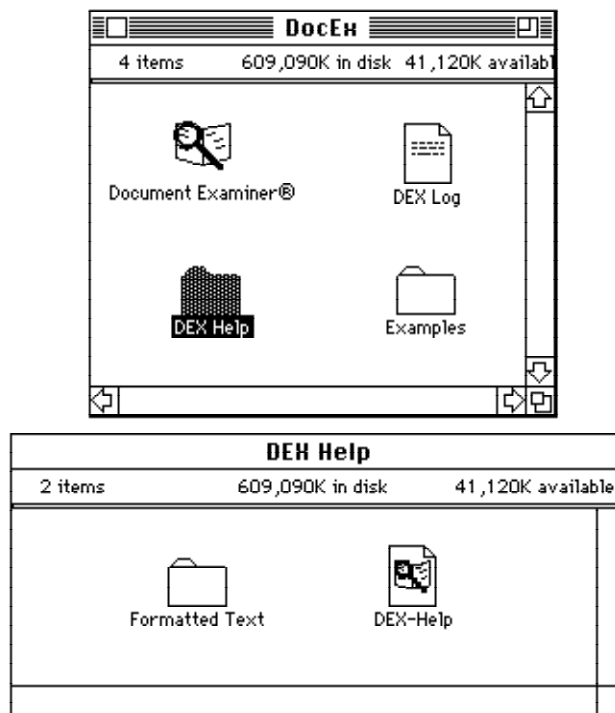 DocEx
4 items 609,090K in disk 41,120K availabl
Document Examiner® DEX Log
DEX Help Examples
DEX Help
2 items 609,090K in disk 41,120K available
Formatted Text DEX-Help